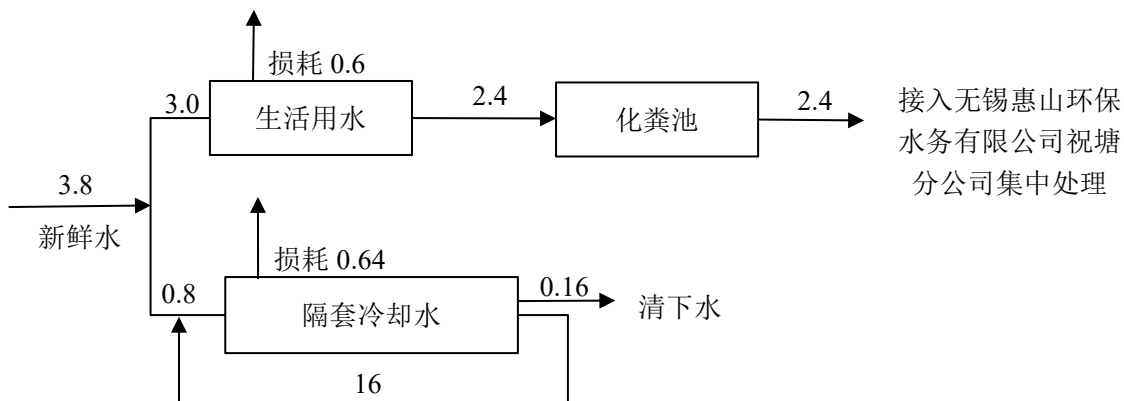 损耗 0.6
3.0
生活用水
2.4
化粪池
2.4
接入无锡惠山环保
水务有限公司祝塘
分公司集中处理
3.8
新鲜水
损耗 0.64
0.8
隔套冷却水
0.16
清下水
16